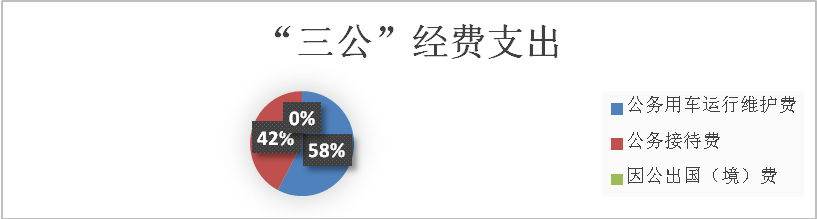 “三公”经费支出
0%
42%
58%
公务用车运行维护费
公务接待费
因公出国（境）费